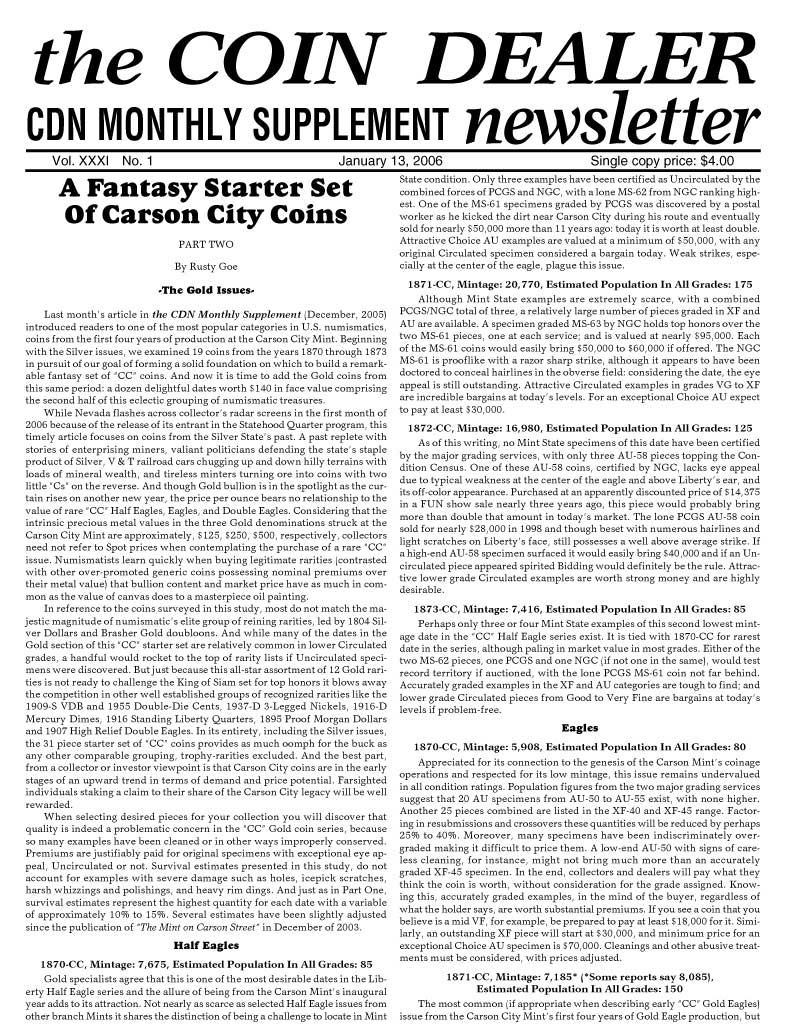 the COIN DEALER
CDN MONTHLY SUPPLEMENT newsletter
Vol. XXXI No. 1 January 13, 2006 Single copy price: $4.00
A Fantasy Starter Set
Of Carson City Coins
PART TWO
By Rusty Goe
-The Gold Issues-
Last month's article in the CDN Monthly Supplement (December, 2005)
introduced readers to one of the most popular categories in U.S. numismatics,
coins from the first four years of production at the Carson City Mint. Beginning
with the Silver issues, we examined 19 coins from the years 1870 through 1873
in pursuit of our goal of forming a solid foundation on which to build a remark-
able fantasy set of "CC" coins. And now it is time to add the Gold coins from
this same period: a dozen delightful dates worth $140 in face value comprising
the second half of this eclectic grouping of numismatic treasures.
While Nevada flashes across collector's radar screens in the first month of
2006 because of the release of its entrant in the Statehood Quarter program, this
timely article focuses on coins from the Silver State's past. A past replete with
stories of enterprising miners, valiant politicians defending the state's staple
product of Silver, V & T railroad cars chugging up and down hilly terrains with
loads of mineral wealth, and tireless minters turning ore into coins with two
little "Cs" on the reverse. And though Gold bullion is in the spotlight as the cur-
tain rises on another new year, the price per ounce bears no relationship to the
value of rare "CC" Half Eagles, Eagles, and Double Eagles. Considering that the
intrinsic precious metal values in the three Gold denominations struck at the
Carson City Mint are approximately, $125, $250, $500, respectively, collectors
need not refer to Spot prices when contemplating the purchase of a rare "CC"
issue. Numismatists learn quickly when buying legitimate rarities (contrasted
with other over-promoted generic coins possessing nominal premiums over
their metal value) that bullion content and market price have as much in com-
mon as the value of canvas does to a masterpiece oil painting.
In reference to the coins surveyed in this study, most do not match the ma-
jestic magnitude of numismatic's elite group of reining rarities, led by 1804 Sil-
ver Dollars and Brasher Gold doubloons. And while many of the dates in the
Gold section of this "CC" starter set are relatively common in lower Circulated
grades, a handful would rocket to the top of rarity lists if Uncirculated speci-
mens were discovered. But just because this all-star assortment of 12 Gold rari-
ties is not ready to challenge the King of Siam set for top honors it blows away
the competition in other well established groups of recognized rarities like the
1909-S VDB and 1955 Double-Die Cents, 1937-D 3-Legged Nickels, 1916-D
Mercury Dimes, 1916 Standing Liberty Quarters, 1895 Proof Morgan Dollars
and 1907 High Relief Double Eagles. In its entirety, including the Silver issues,
the 31 piece starter set of "CC" coins provides as much oomph for the buck as
any other comparable grouping, trophy-rarities excluded. And the best part,
from a collector or investor viewpoint is that Carson City coins are in the early
stages of an upward trend in terms of demand and price potential. Farsighted
individuals staking a claim to their share of the Carson City legacy will be well
rewarded.
When selecting desired pieces for your collection you will discover that
quality is indeed a problematic concern in the "CC" Gold coin series, because
so many examples have been cleaned or in other ways improperly conserved.
Premiums are justifiably paid for original specimens with exceptional eye ap-
peal, Uncirculated or not. Survival estimates presented in this study, do not
account for examples with severe damage such as holes, icepick scratches,
harsh whizzings and polishings, and heavy rim dings. And just as in Part One,
survival estimates represent the highest quantity for each date with a variable
of approximately 10% to 15%. Several estimates have been slightly adjusted
since the publication of "The Mint on Carson Street" in December of 2003.
Half Eagles
1870-CC, Mintage: 7,675, Estimated Population In All Grades: 85
Gold specialists agree that this is one of the most desirable dates in the Lib-
erty Half Eagle series and the allure of being from the Carson Mint's inaugural
year adds to its attraction. Not nearly as scarce as selected Half Eagle issues from
other branch Mints it shares the distinction of being a challenge to locate in Mint
State condition. Only three examples have been certified as Uncirculated by the
combined forces of PCGS and NGC, with a lone MS-62 from NGC ranking high-
est. One of the MS-61 specimens graded by PCGS was discovered by a postal
worker as he kicked the dirt near Carson City during his route and eventually
sold for nearly $50,000 more than 11 years ago: today it is worth at least double.
Attractive Choice AU examples are valued at a minimum of $50,000, with any
original Circulated specimen considered a bargain today. Weak strikes, espe-
cially at the center of the eagle, plague this issue.
1871-CC, Mintage: 20,770, Estimated Population In All Grades: 175
Although Mint State examples are extremely scarce, with a combined
PCGS/NGC total of three, a relatively large number of pieces graded in XF and
AU are available. A specimen graded MS-63 by NGC holds top honors over the
two MS-61 pieces, one at each service; and is valued at nearly $95,000. Each
of the MS-61 coins would easily bring $50,000 to $60,000 if offered. The NGC
MS-61 is prooflike with a razor sharp strike, although it appears to have been
doctored to conceal hairlines in the obverse field: considering the date, the eye
appeal is still outstanding. Attractive Circulated examples in grades VG to XF
are incredible bargains at today's levels. For an exceptional Choice AU expect
to pay at least $30,000.
1872-CC, Mintage: 16,980, Estimated Population In All Grades: 125
As of this writing, no Mint State specimens of this date have been certified
by the major grading services, with only three AU-58 pieces topping the Con-
dition Census. One of these AU-58 coins, certified by NGC, lacks eye appeal
due to typical weakness at the center of the eagle and above Liberty's ear, and
its off-color appearance. Purchased at an apparently discounted price of $14,375
in a FUN show sale nearly three years ago, this piece would probably bring
more than double that amount in today's market. The lone PCGS AU-58 coin
sold for nearly $28,000 in 1998 and though beset with numerous hairlines and
light scratches on Liberty's face, still possesses a well above average strike. If
a high-end AU-58 specimen surfaced it would easily bring $40,000 and if an Un-
circulated piece appeared spirited Bidding would definitely be the rule. Attrac-
tive lower grade Circulated examples are worth strong money and are highly
desirable.
1873-CC, Mintage: 7,416, Estimated Population In All Grades: 85
Perhaps only three or four Mint State examples of this second lowest mint-
age date in the "CC" Half Eagle series exist. It is tied with 1870-CC for rarest
date in the series, although paling in market value in most grades. Either of the
two MS-62 pieces, one PCGS and one NGC (if not one in the same), would test
record territory if auctioned, with the lone PCGS MS-61 coin not far behind.
Accurately graded examples in the XF and AU categories are tough to find; and
lower grade Circulated pieces from Good to Very Fine are bargains at today's
levels if problem-free.
Eagles
1870-CC, Mintage: 5,908, Estimated Population In All Grades: 80
Appreciated for its connection to the genesis of the Carson Mint's coinage
operations and respected for its low mintage, this issue remains undervalued
in all condition ratings. Population figures from the two major grading services
suggest that 20 AU specimens from AU-50 to AU-55 exist, with none higher.
Another 25 pieces combined are listed in the XF-40 and XF-45 range. Factor-
ing in resubmissions and crossovers these quantities will be reduced by perhaps
25% to 40%. Moreover, many specimens have been indiscriminately over-
graded making it difficult to price them. A low-end AU-50 with signs of care-
less cleaning, for instance, might not bring much more than an accurately
graded XF-45 specimen. In the end, collectors and dealers will pay what they
think the coin is worth, without consideration for the grade assigned. Know-
ing this, accurately graded examples, in the mind of the buyer, regardless of
what the holder says, are worth substantial premiums. If you see a coin that you
believe is a mid VF, for example, be prepared to pay at least $18,000 for it. Simi-
larly, an outstanding XF piece will start at $30,000, and minimum price for an
exceptional Choice AU specimen is $70,000. Cleanings and other abusive treat-
ments must be considered, with prices adjusted.
1871-CC, Mintage: 7,185* (*Some reports say 8,085),
Estimated Population In All Grades: 150
The most common (if appropriate when describing early "CC" Gold Eagles)
issue from the Carson City Mint's first four years of Gold Eagle production, but